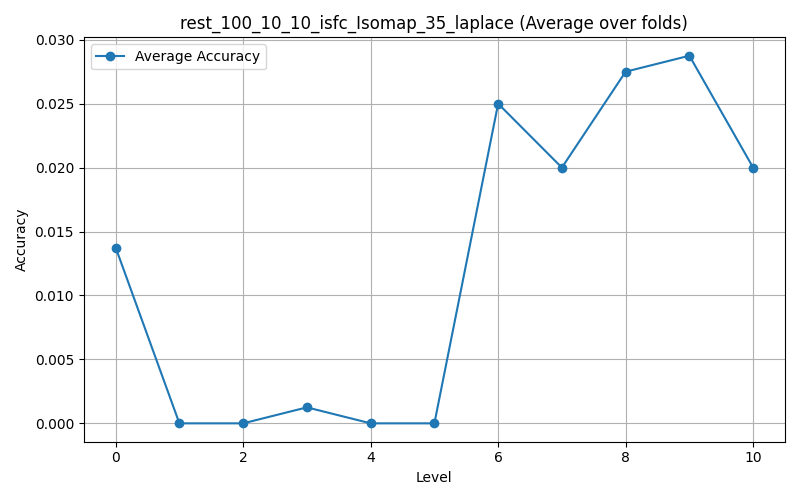 rest_100_10_10_isfc_Isomap_35_laplace (Average over folds)
Average Accuracy
0.030
0.025
0.020
0.015
0.010
0.005
0.000
Accuracy
0 2 4 6 8 10
Level